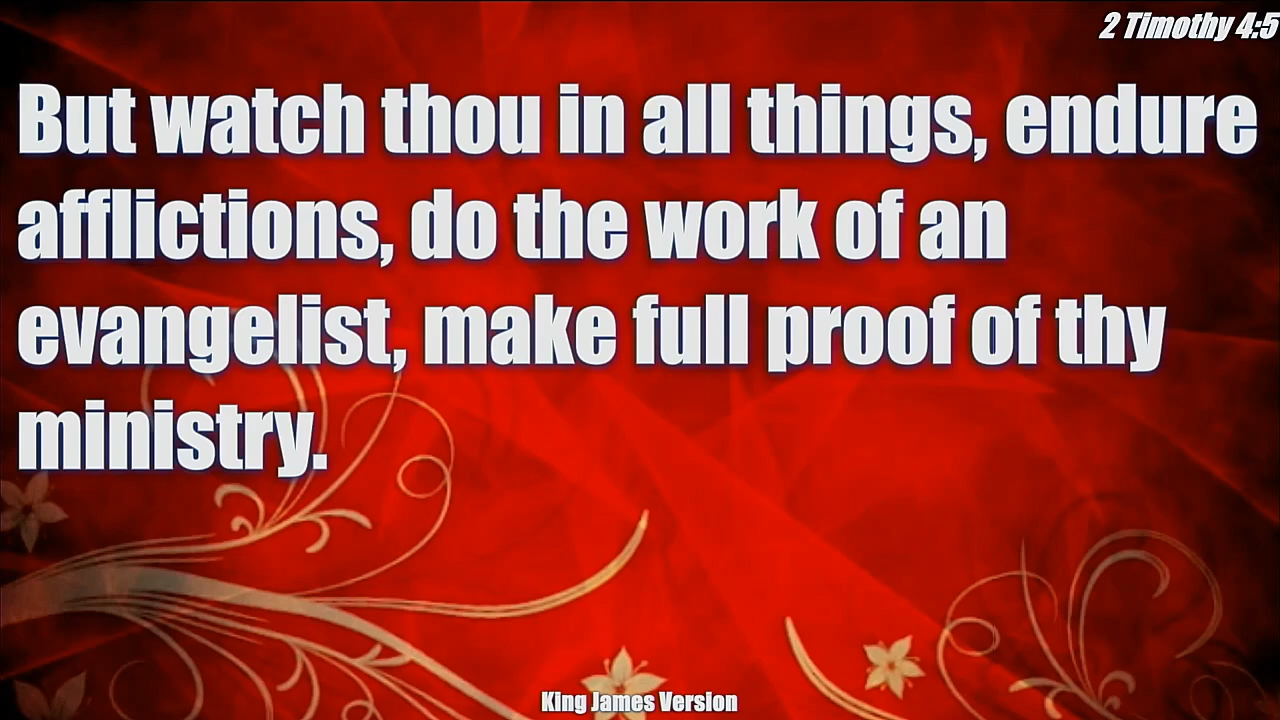 2 Timothy 4:5
But watch thou in all things, endure
afflictions, do the work of an
evangelist, make full proof of thy
ministry.
King James Version